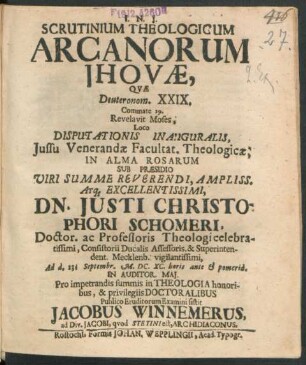 I. N. J.
SCRUTINIUM THEOLOGICUM
ARCANORUM
JHOVÆ,
QVÆ
Deuteronom. XXIX,
Commate 29.
Revelavit Moses,
Loco
DISPUTATIONIS INAUGURALIS,
Jussu Venerandæ Facultat. Theologicæ,
IN ALMA ROSARUM
SUB PRÆSIDIO
VIRI SUMME REVERENDI, AMPLISS.
Atq; EXCELLENTISSIMI,
DN. JUSTI CHRISTO-
PHORI SCHOMERI,
Doctor. ac Professoris Theologi celebra-
tissimi, Consistorii Ducalis Assessoris, & Superinten-
dent. Mecklenb. vigilantissimi,
Ad d. Septembr. M. DC. XC. horis ante & pomerid.
IN AUDITOR. MAJ.
Pro impetrandis summis in THEOLOGIA honori-
bus, & privilegiis DOCTORALIBUS
Publico Eruditorum Examini sistit
JACOBUS WINNEMERUS,
ad Div. JACOBI, qvod STETINI est, ARCHIDIACONUS.
RostochI, Formis JOHAN. WEPPLINGII, Acad. Typogr.
27.